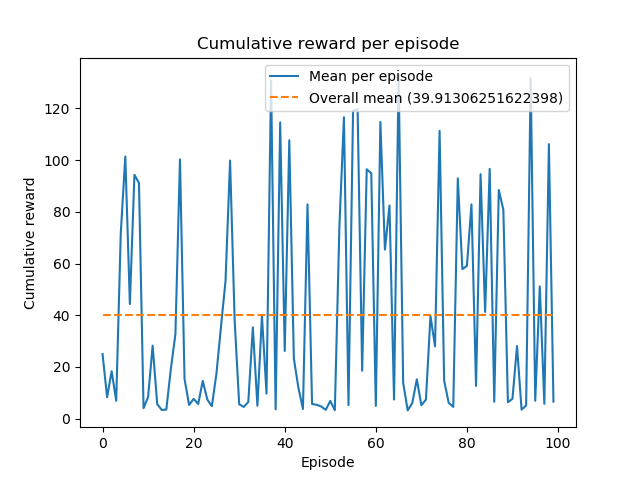 Cumulative reward per episode
Mean per episode
Overall mean (39.91306251622398)
Cumulative reward
120
100
80
60
40
20
0
0 20 40 60 80 100
Episode